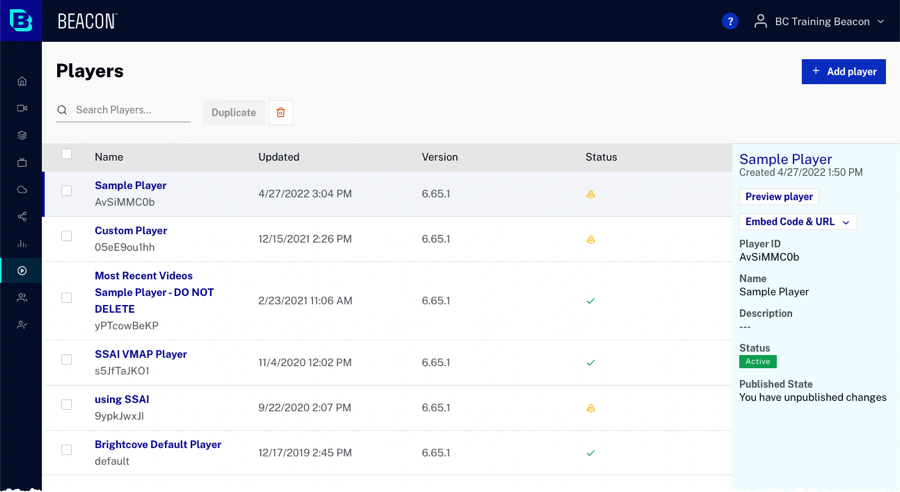 BEACON™
? BC Training Beacon
Players
+ Add player
Search Players...
Duplicate
Name Updated Version Status
Sample Player
AvSiMMC0b
4/27/2022 3:04 PM
6.65.1
Custom Player
05eE9ou1hh
12/15/2021 2:26 PM
6.65.1
Most Recent Videos
Sample Player - DO NOT
DELETE
yPTcowBeKP
2/23/2021 11:06 AM
6.65.1
SSAI VMAP Player
s5JfTaJKO1
11/4/2020 12:02 PM
6.65.1
using SSAI
9ypkJwxJI
9/22/2020 2:07 PM
6.65.1
Brightcove Default Player
default
12/17/2019 2:45 PM
6.65.1
Sample Player
Created 4/27/2022 1:50 PM
Preview player
Embed Code & URL
Player ID
AvSiMMC0b
Name
Sample Player
Description
---
Status
Active
Published State
You have unpublished changes